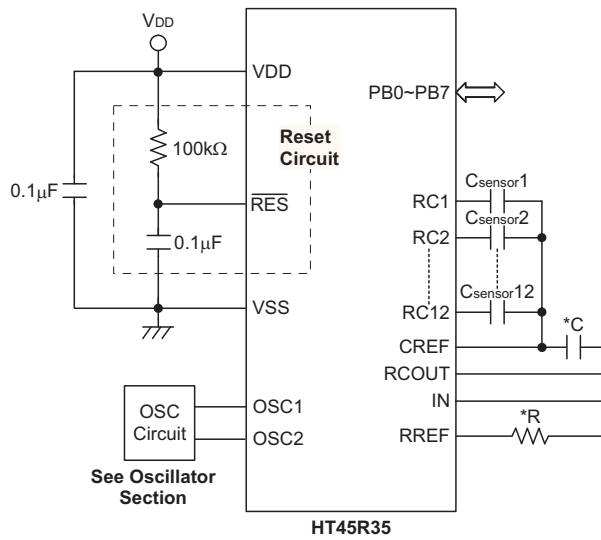 VDD
VDD
PB0~PB7
Reset
Circuit
100kΩ
0.1μF
RES
0.1μF
RC1
Csensor1
RC2
Csensor2
RC12
Csensor12
VSS
CREF
*C
RCOUT
OSC
Circuit
OSC1
OSC2
IN
RREF
*R
See Oscillator
Section
HT45R35